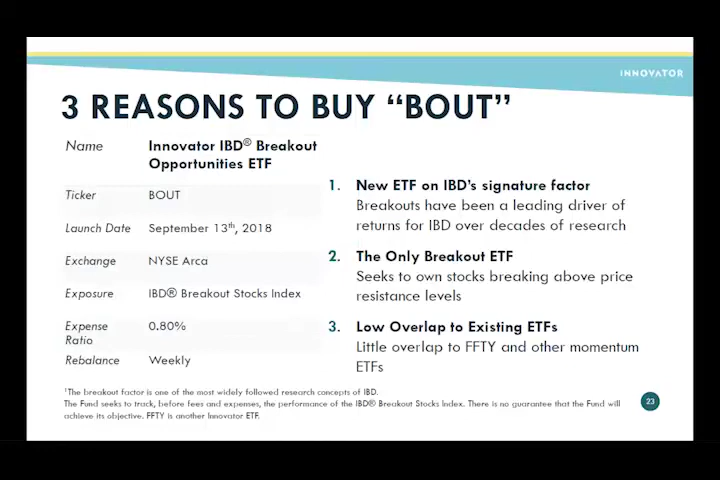 INNOVATOR
3 REASONS TO BUY “BOUT”
Name Innovator IBD® Breakout
Opportunities ETF
Ticker BOUT
Launch Date September 13th, 2018
Exchange NYSE Arca
Exposure IBD® Breakout Stocks Index
Expense
Ratio
0.80%
Rebalance Weekly
1. New ETF on IBD’s signature factor
Breakouts have been a leading driver of
returns for IBD over decades of research
2. The Only Breakout ETF
Seeks to own stocks breaking above price
resistance levels
3. Low Overlap to Existing ETFs
Little overlap to FFTY and other momentum
ETFs
1The breakout factor is one of the most widely followed research concepts of IBD.
The Fund seeks to track, before fees and expenses, the performance of the IBD® Breakout Stocks Index. There is no guarantee that the Fund will
achieve its objective. FFTY is another Innovator ETF.
23